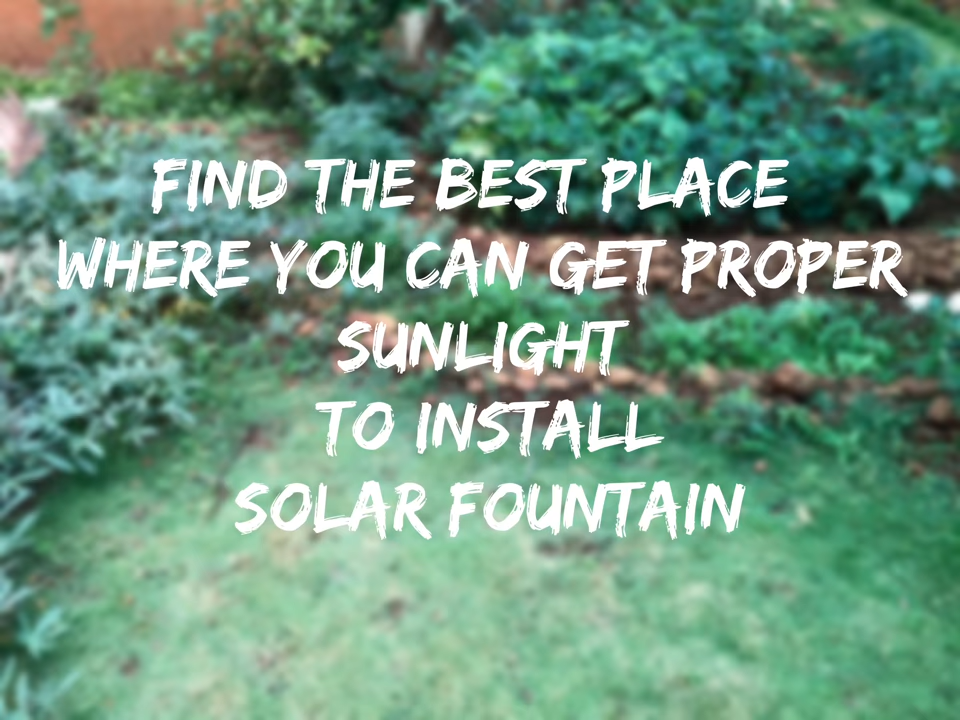 FIND THE BEST PLACE
WHERE YOU CAN GET PROPER
SUNLIGHT
TO INSTALL
SOLAR FOUNTAIN